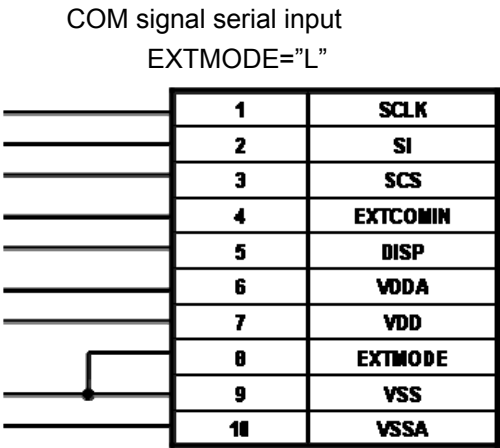 COM signal serial input
EXTMODE=”L”
1 SCLK
2 SI
3 SCS
4 EXTCOMIN
5 DISP
6 VDDA
7 VDD
8 EXTMODE
9 VSS
10 VSSA